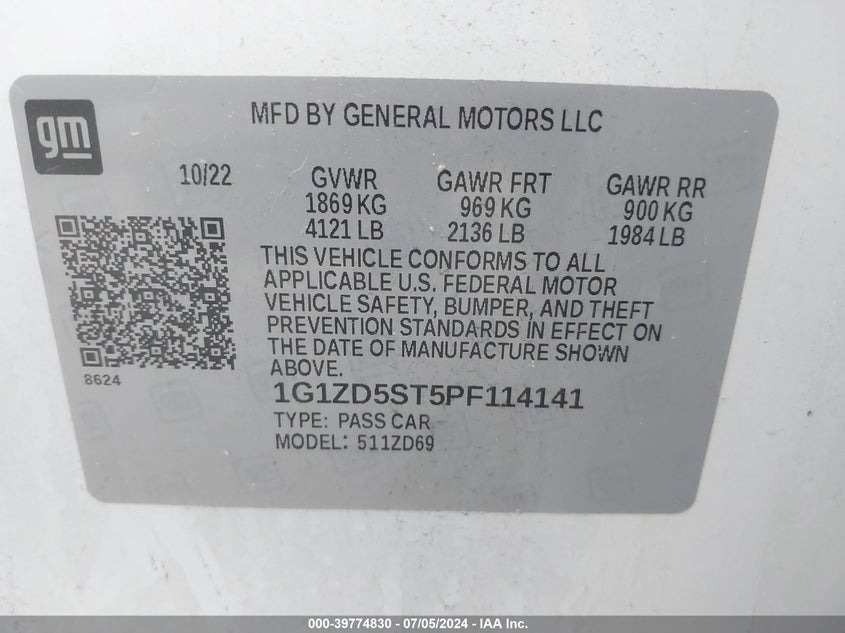 gm
MFD BY GENERAL MOTORS LLC
10/22 GVWR GAWR FRT GAWR RR
1869 KG 969 KG 900 KG
4121 LB 2136 LB 1984 LB
THIS VEHICLE CONFORMS TO ALL
APPLICABLE U.S. FEDERAL MOTOR
VEHICLE SAFETY, BUMPER, AND THEFT
PREVENTION STANDARDS IN EFFECT ON
THE DATE OF MANUFACTURE SHOWN
ABOVE.
8624
1G1ZD5ST5PF114141
TYPE: PASS CAR
MODEL: 511ZD69
000-39774830 - 07/05/2024 - IAA Inc.